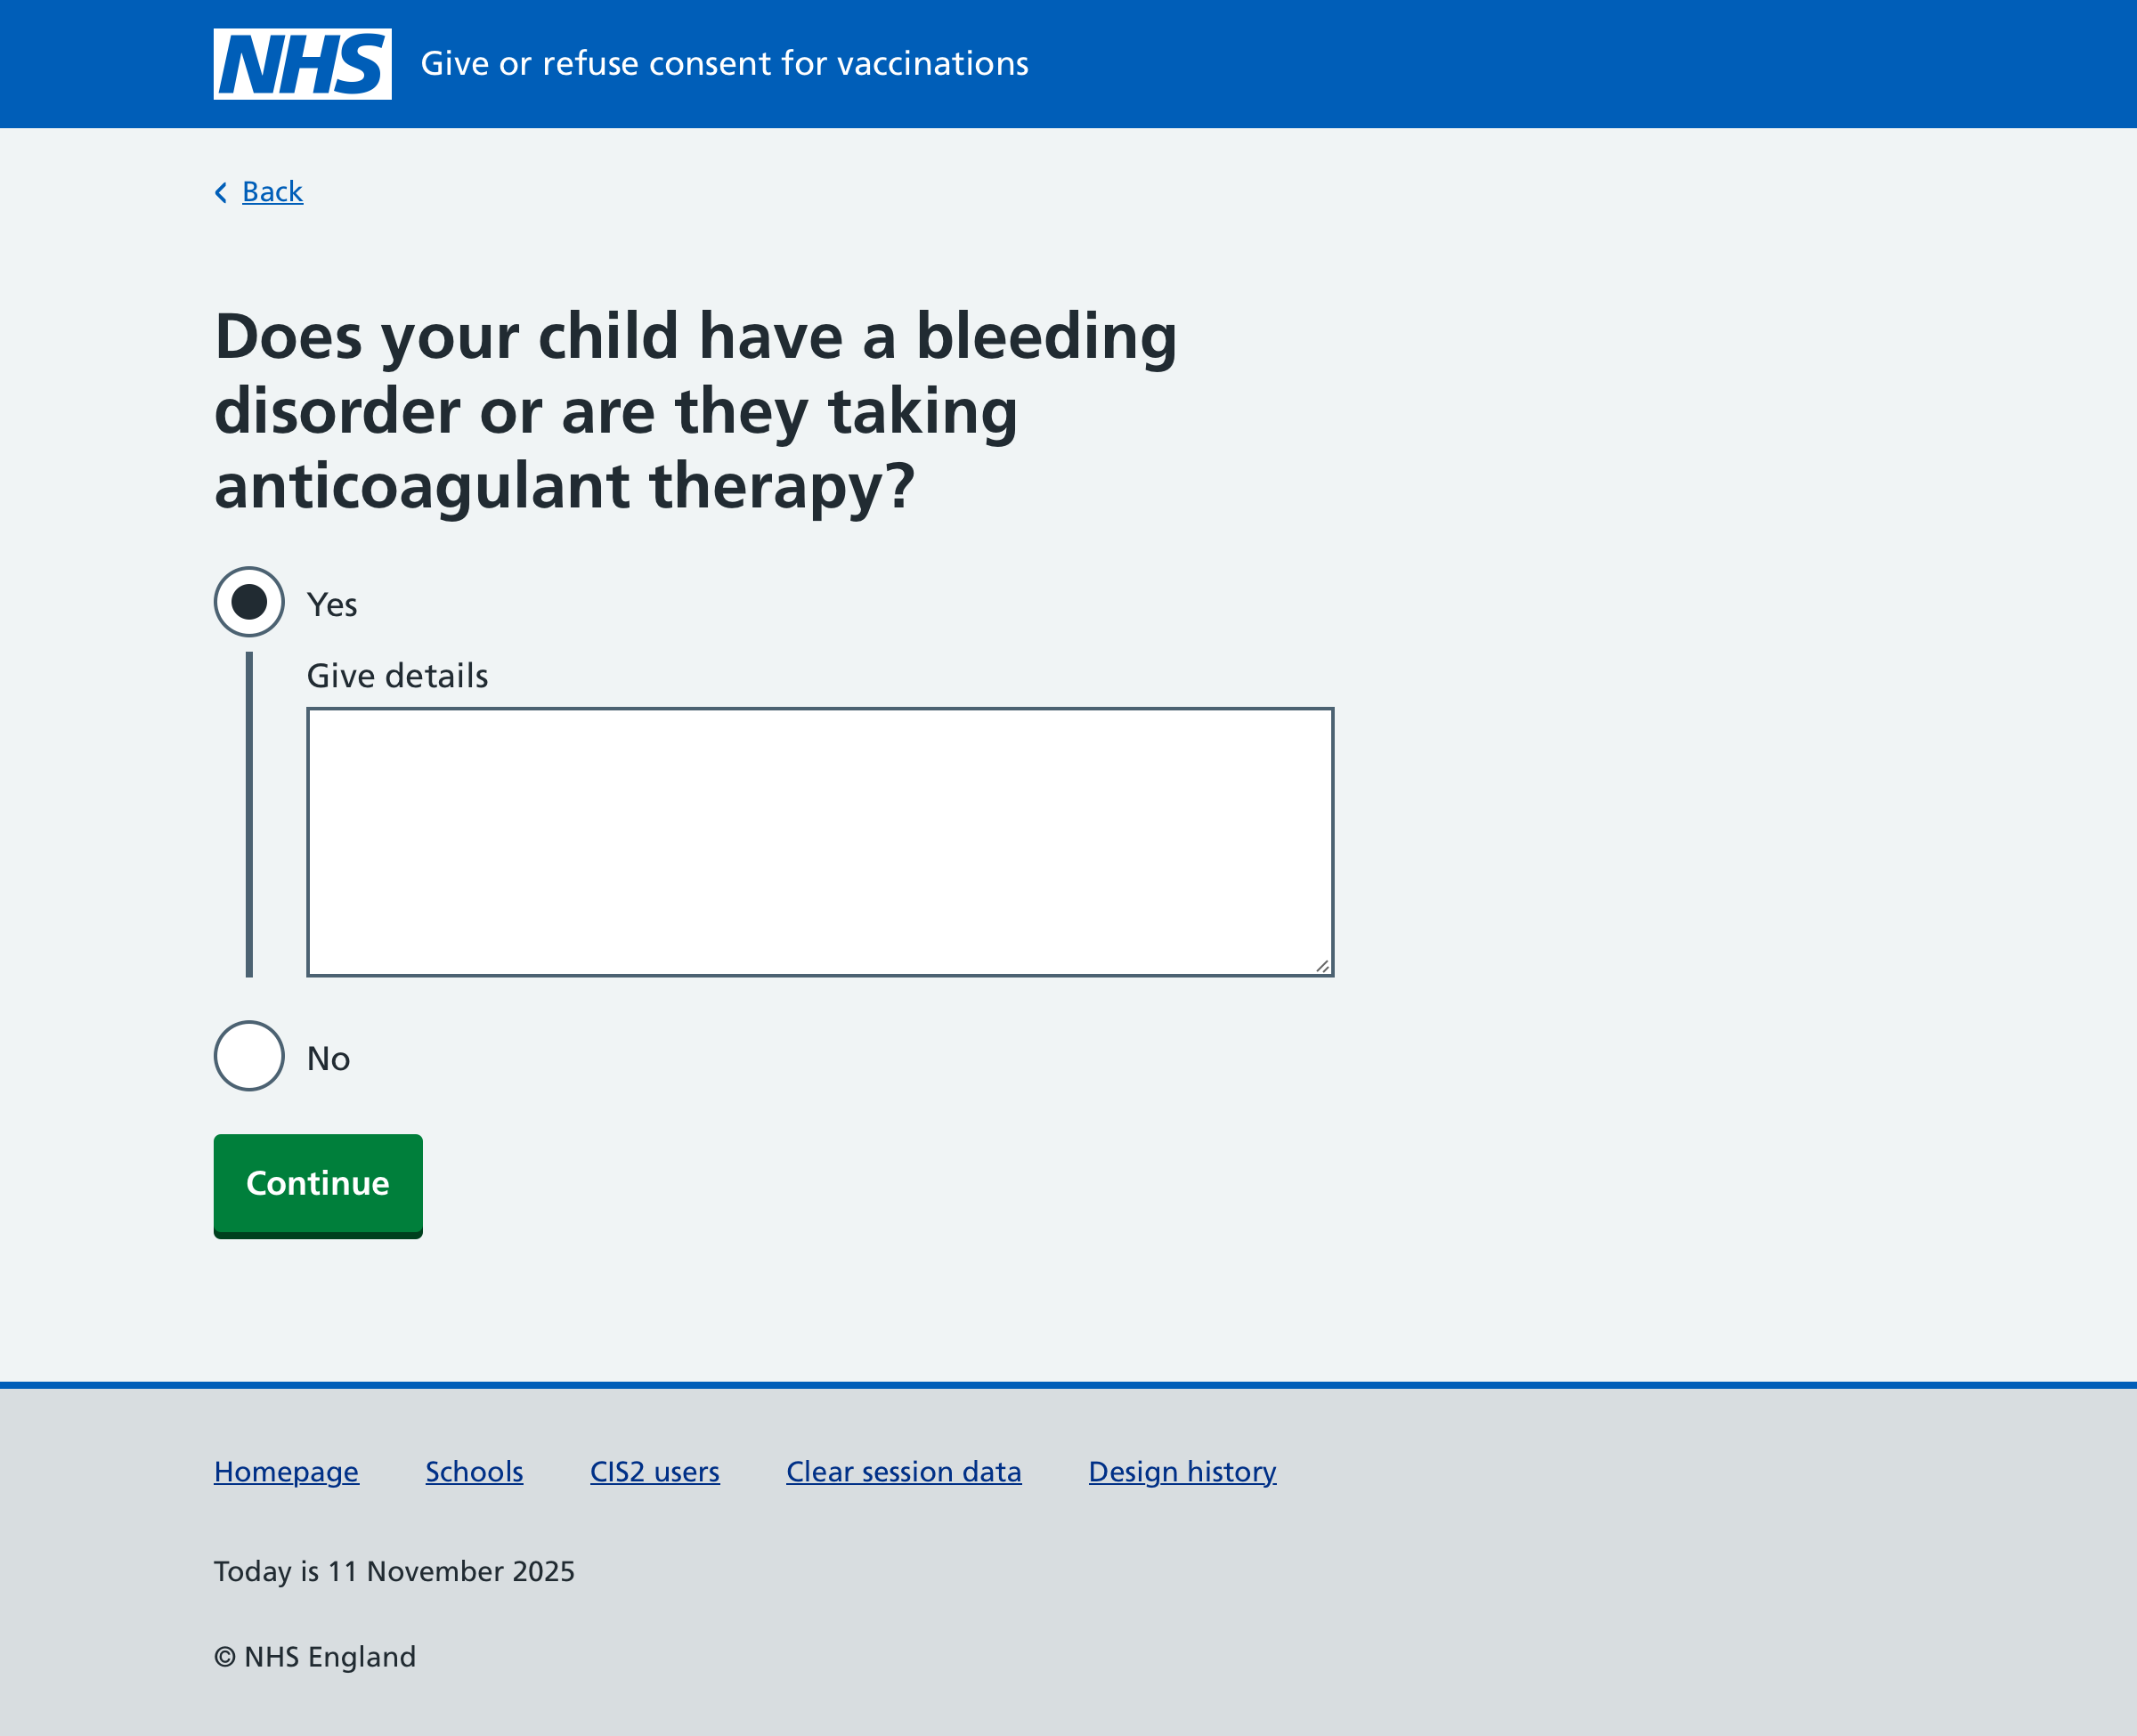 NHS Give or refuse consent for vaccinations
Back
Does your child have a bleeding
disorder or are they taking
anticoagulant therapy?
Yes
Give details
No
Continue
Homepage Schools CIS2 users Clear session data Design history
Today is 11 November 2025
© NHS England